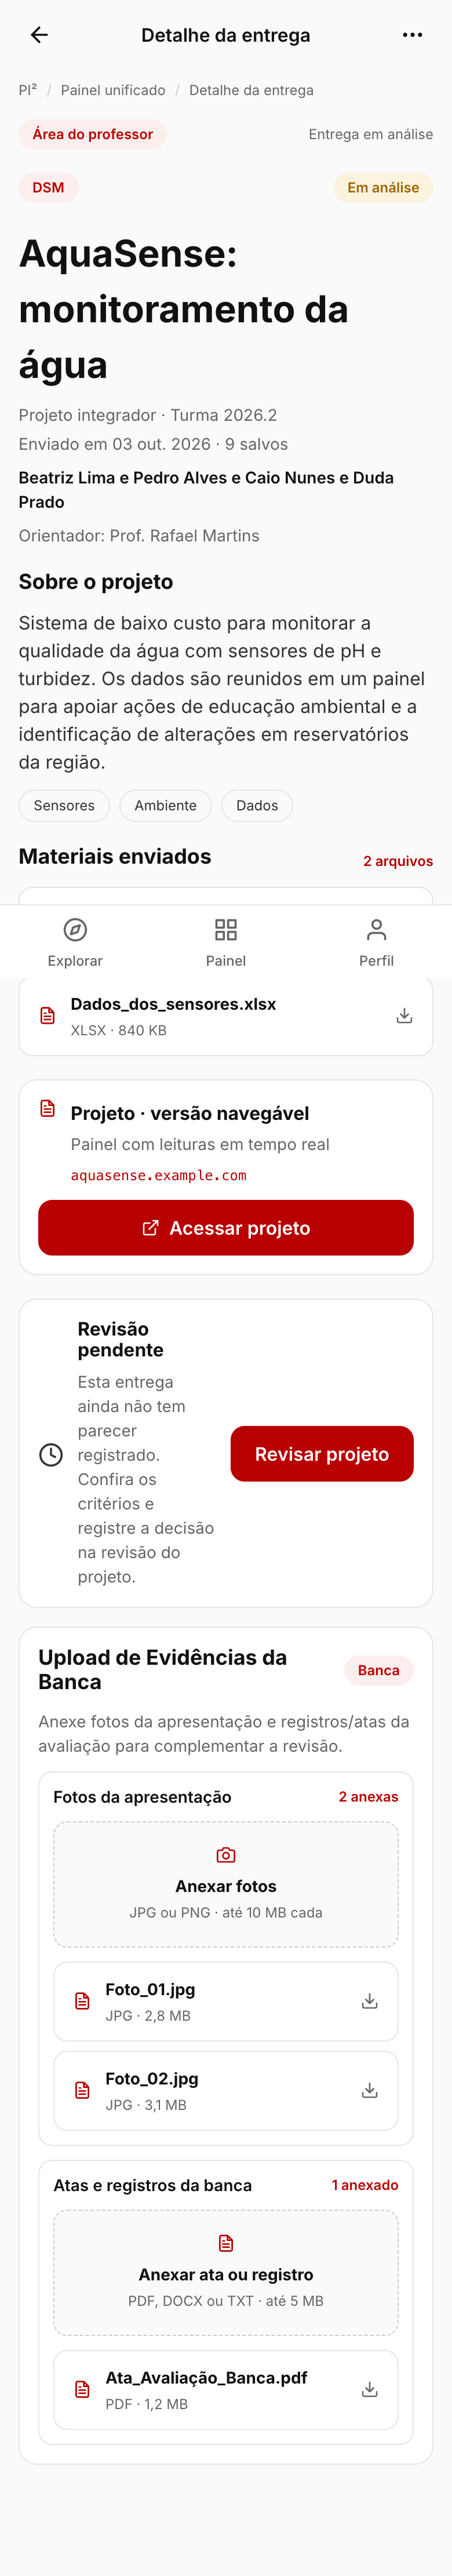 Detalhe da entrega
PI² / Painel unificado / Detalhe da entrega
Área do professor
Entrega em análise
DSM
Em análise
AquaSense:
monitoramento da
água
Projeto integrador · Turma 2026.2
Enviado em 03 out. 2026 · 9 salvos
Beatriz Lima e Pedro Alves e Caio Nunes e Duda
Prado
Orientador: Prof. Rafael Martins
Sobre o projeto
Sistema de baixo custo para monitorar a
qualidade da água com sensores de pH e
turbidez. Os dados são reunidos em um painel
para apoiar ações de educação ambiental e a
identificação de alterações em reservatórios
da região.
Sensores
Ambiente
Dados
Materiais enviados
2 arquivos
Explorar
Painel
Perfil
Dados_dos_sensores.xlsx
XLSX · 840 KB
Projeto · versão navegável
Painel com leituras em tempo real
aquasense.example.com
Acessar projeto
Revisão
pendente
Esta entrega
ainda não tem
parecer
registrado.
Confira os
critérios e
registre a decisão
na revisão do
projeto.
Revisar projeto
Upload de Evidências da
Banca
Banca
Anexe fotos da apresentação e registros/atas da
avaliação para complementar a revisão.
Fotos da apresentação
2 anexas
Anexar fotos
JPG ou PNG · até 10 MB cada
Foto_01.jpg
JPG · 2,8 MB
Foto_02.jpg
JPG · 3,1 MB
Atas e registros da banca
1 anexado
Anexar ata ou registro
PDF, DOCX ou TXT · até 5 MB
Ata_Avaliação_Banca.pdf
PDF · 1,2 MB